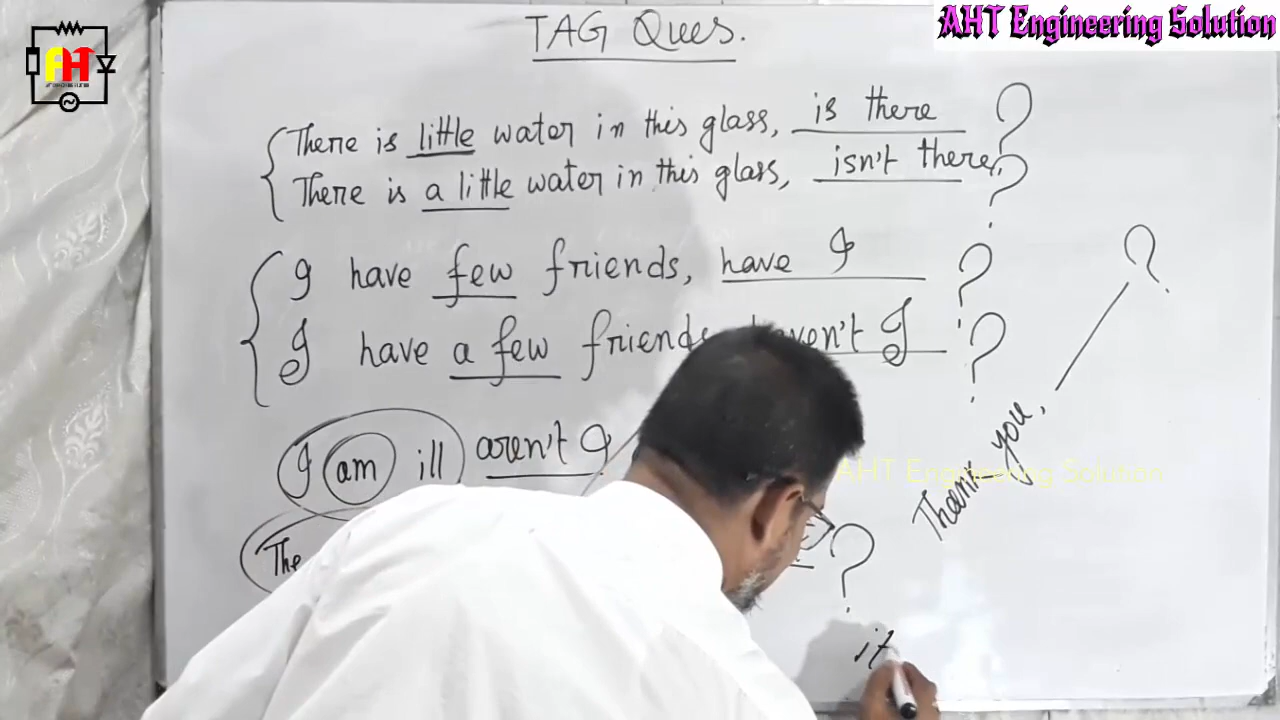 AHT Engineering Solution
AHT
TAG Ques.
There is little water in this glass, is there ?
There is a little water in this glass, isn't there, ?
I have few friends, have I ?
I have a few friends haven't I ?
I am ill aren't I
AHT Engineering Solution
Thank you, ?
The
?
it